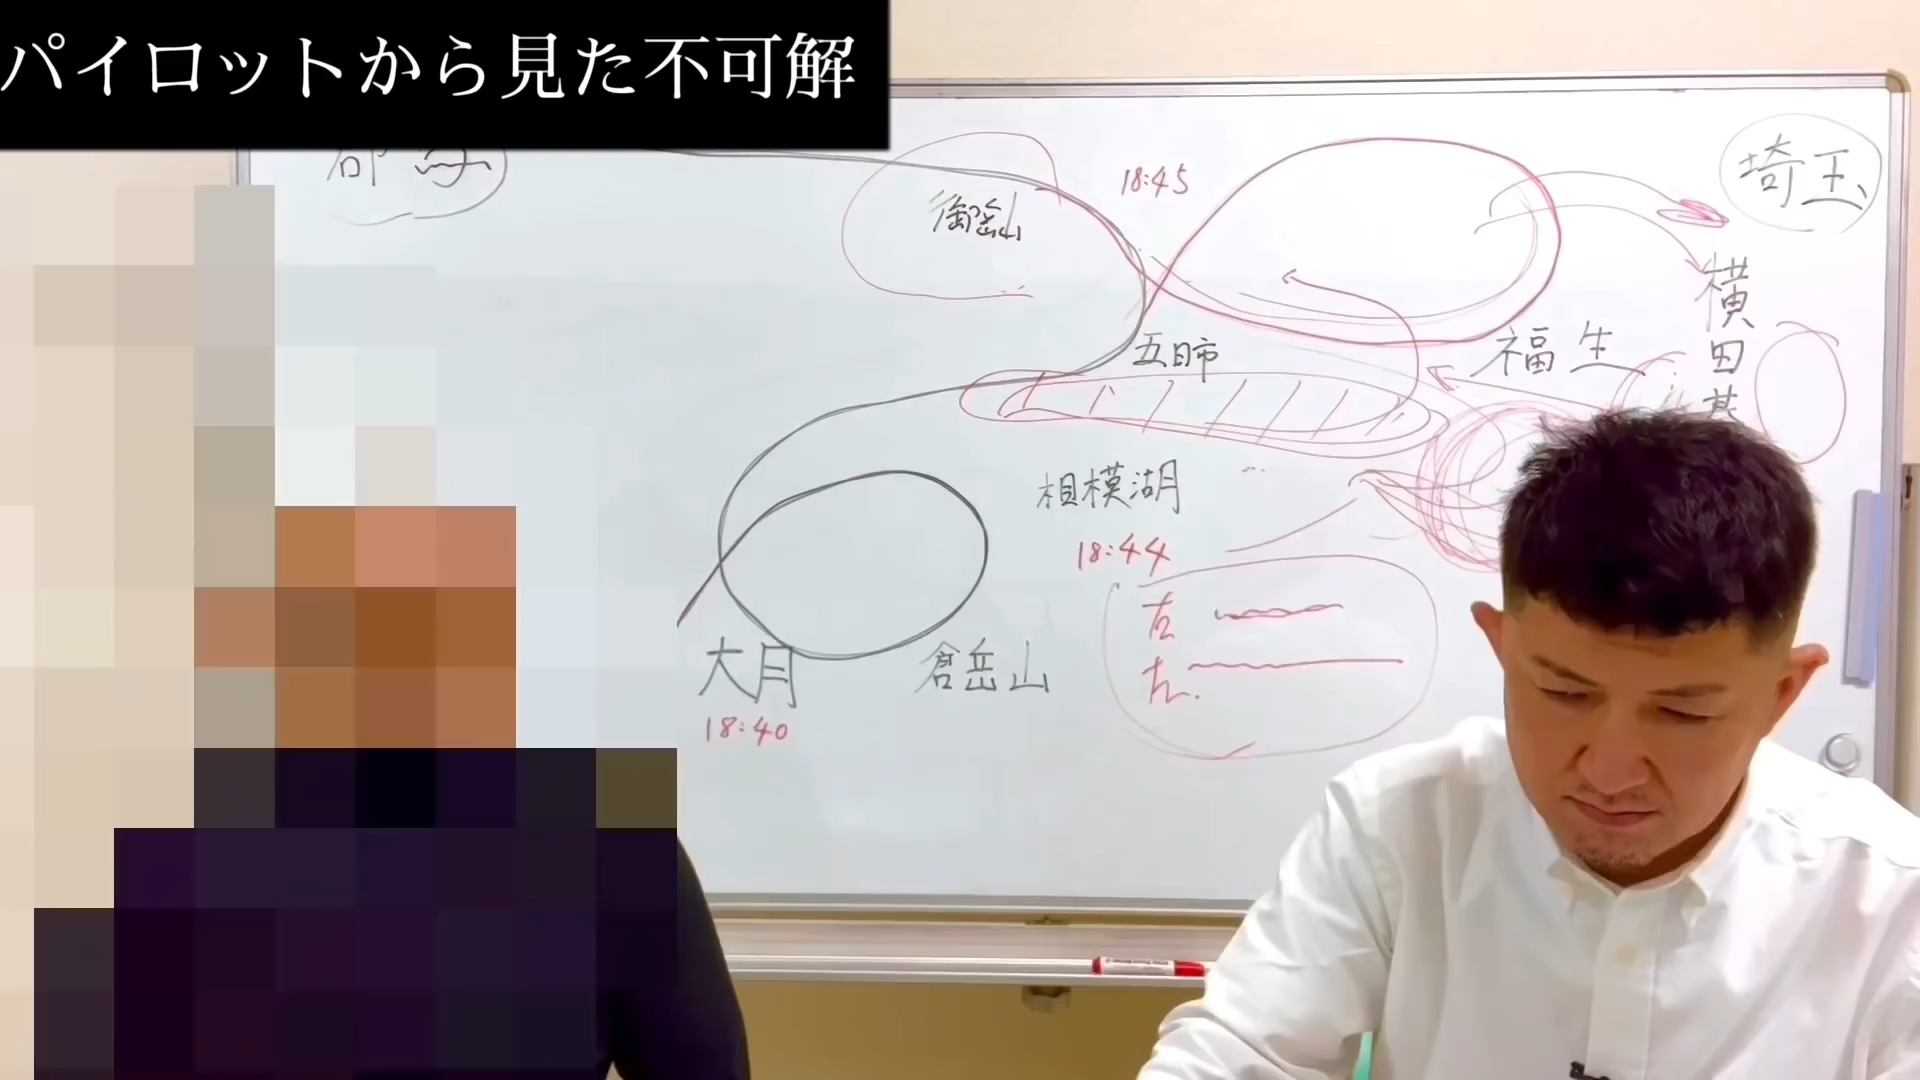 パイロットから見た不可解
埼玉
18:45
御岳山
横田基
福生
五日市
相模湖
18:44
左
右
大月
倉岳山
18:40